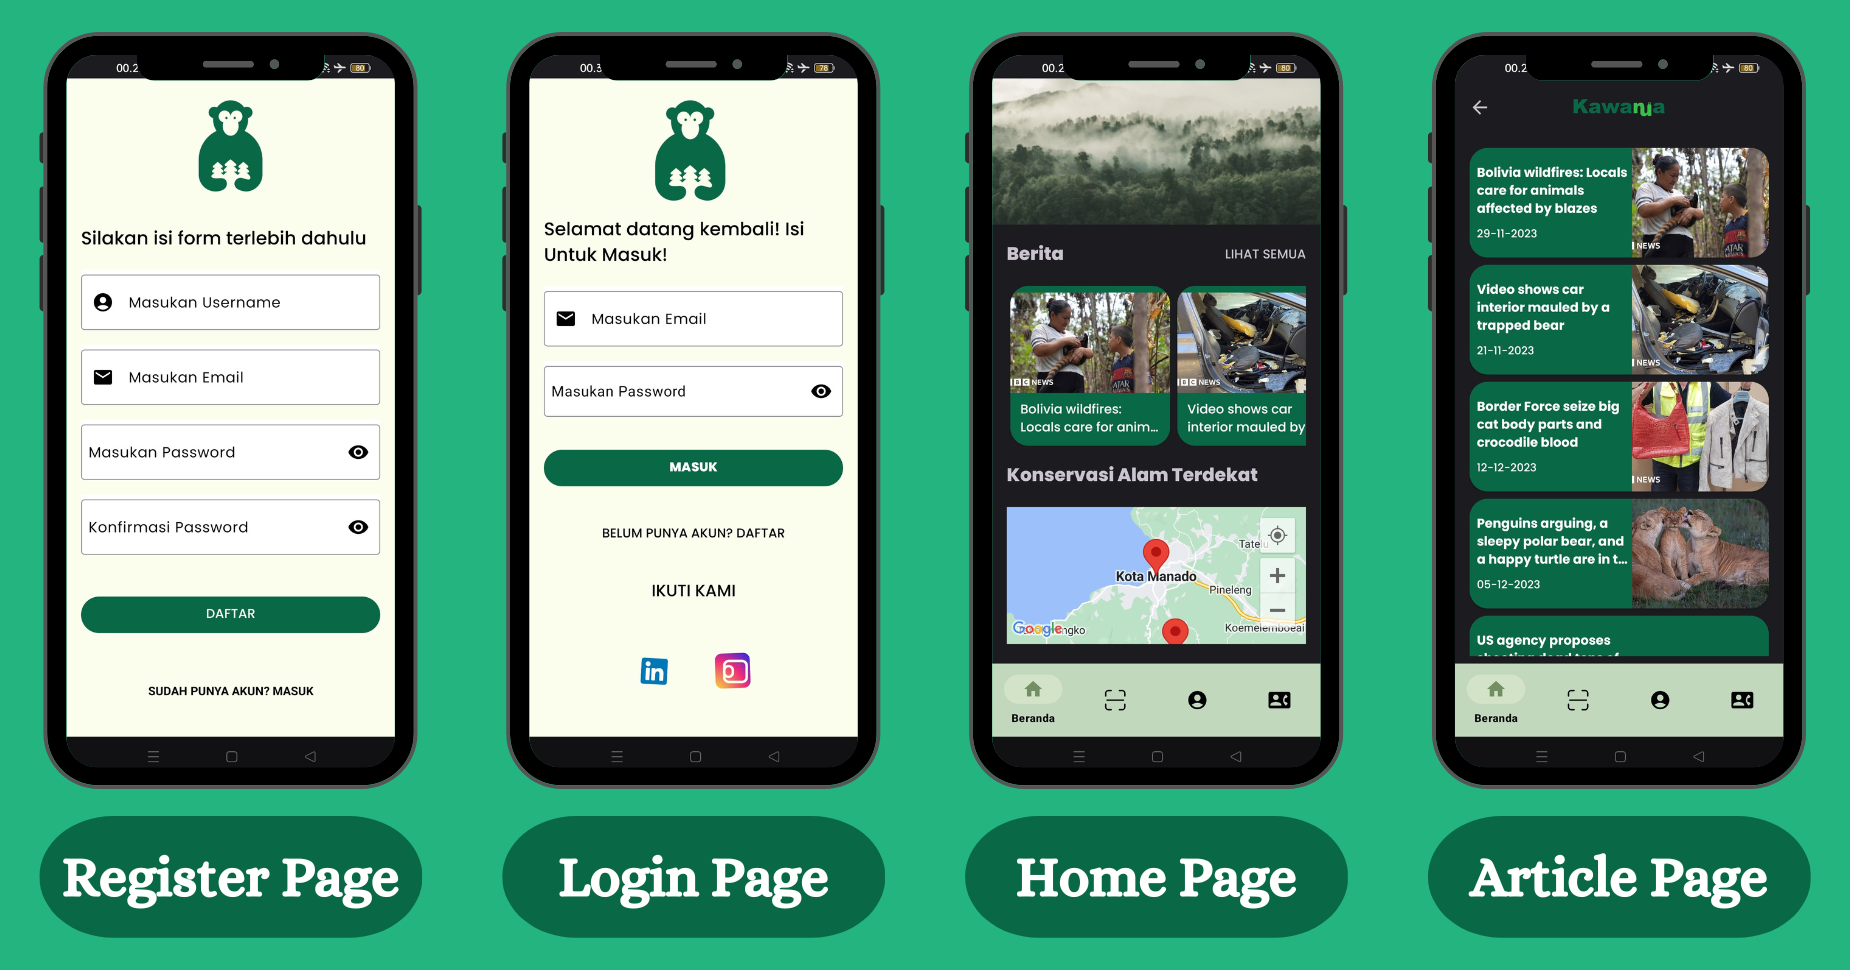 00.2
80
Silakan isi form terlebih dahulu
Masukan Username
Masukan Email
Masukan Password
Konfirmasi Password
DAFTAR
SUDAH PUNYA AKUN? MASUK
Register Page
00.3
78
Selamat datang kembali! Isi
Untuk Masuk!
Masukan Email
Masukan Password
MASUK
BELUM PUNYA AKUN? DAFTAR
IKUTI KAMI
in
Login Page
00.2
80
Berita
LIHAT SEMUA
BBC NEWS
QATAR
Bolivia wildfires:
Locals care for anim...
BBC NEWS
Video shows car
interior mauled by
Konservasi Alam Terdekat
Kota Manado
Pineleng
Google
Beranda
Home Page
00.2
80
Kawanua
Bolivia wildfires: Locals
care for animals
affected by blazes
29-11-2023
NEWS
Video shows car
interior mauled by a
trapped bear
21-11-2023
NEWS
Border Force seize big
cat body parts and
crocodile blood
12-12-2023
NEWS
Penguins arguing, a
sleepy polar bear, and
a happy turtle are in t...
05-12-2023
US agency proposes
Beranda
Article Page